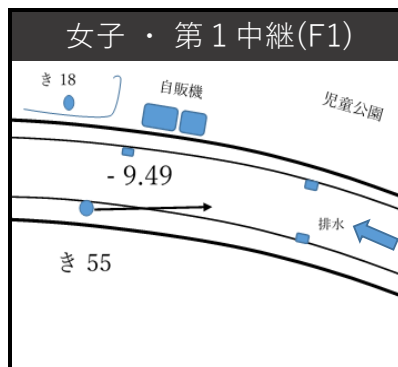 女子 ・ 第1中継(F1)
き 18
自販機
児童公園
- 9.49
排水
き 55